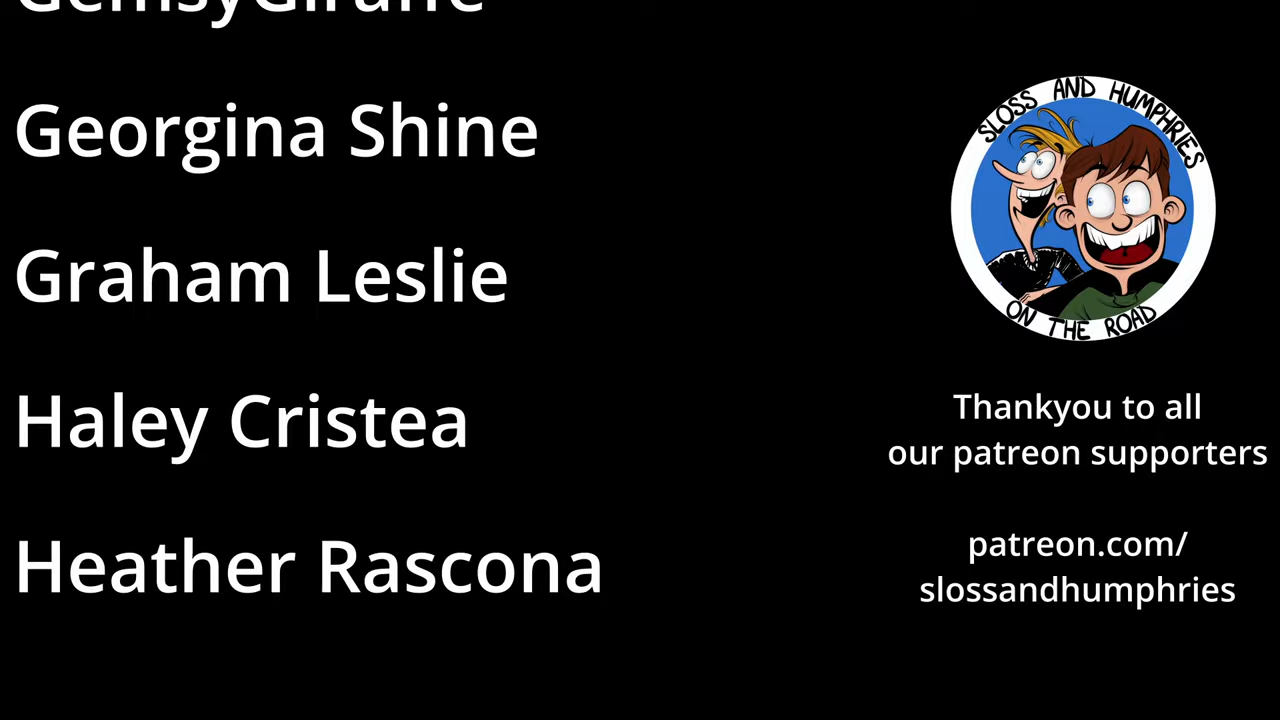 GemsyGiraffe
Georgina Shine
Graham Leslie
Haley Cristea
Heather Rascona
SLOSS AND HUMPHRIES
ON THE ROAD
Thankyou to all
our patreon supporters
patreon.com/
slossandhumphries